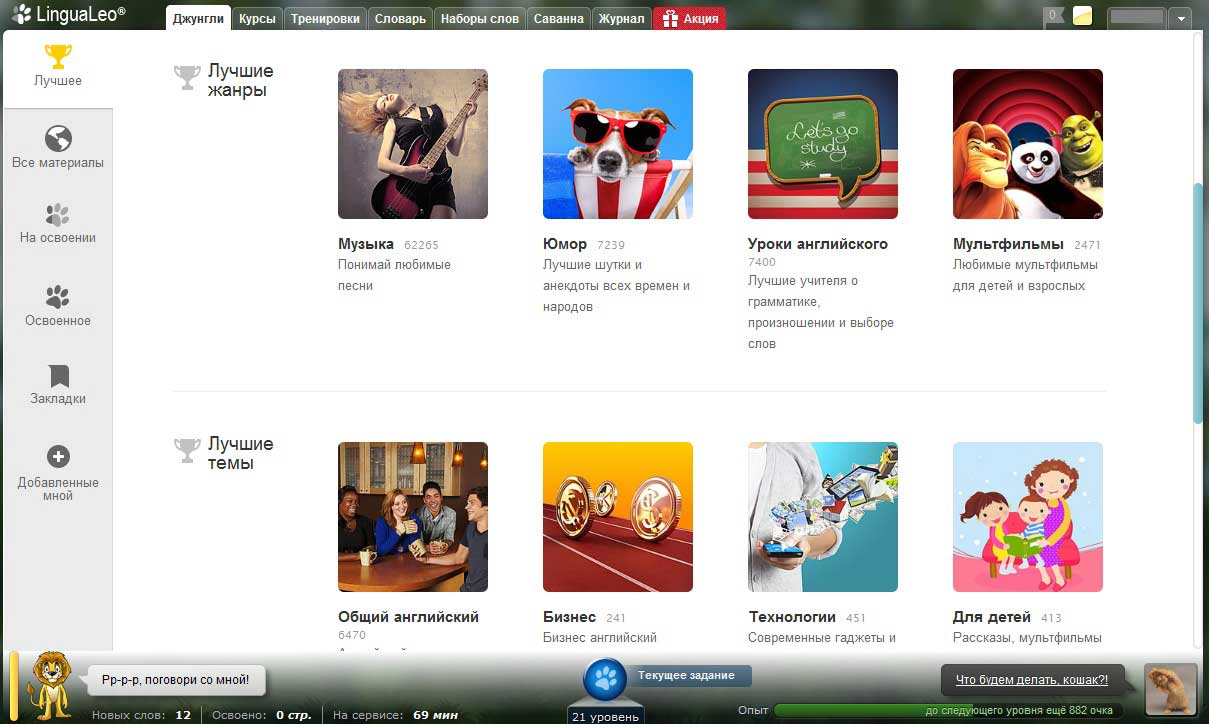 LinguaLeo®
Джунгли
Курсы
Тренировки
Словарь
Наборы слов
Саванна
Журнал
Акция
0
Лучшее
Все материалы
На освоении
Освоенное
Закладки
Добавленные
мной
Лучшие
жанры
Let's go
study
Музыка 62265
Понимай любимые
песни
Юмор 7239
Лучшие шутки и
анекдоты всех времен и
народов
Уроки английского
7400
Лучшие учителя о
грамматике,
произношении и выборе
слов
Мультфильмы 2471
Любимые мультфильмы
для детей и взрослых
Лучшие
темы
Общий английский
6470
Бизнес 241
Бизнес английский
Технологии 451
Современные гаджеты и
Для детей 413
Рассказы, мультфильмы
Рр-р-р, поговори со мной!
Текущее задание
Что будем делать, кошак?!
Новых слов: 12
Освоено: 0 стр.
На сервисе: 69 мин
21 уровень
Опыт
до следующего уровня ещё 882 очка